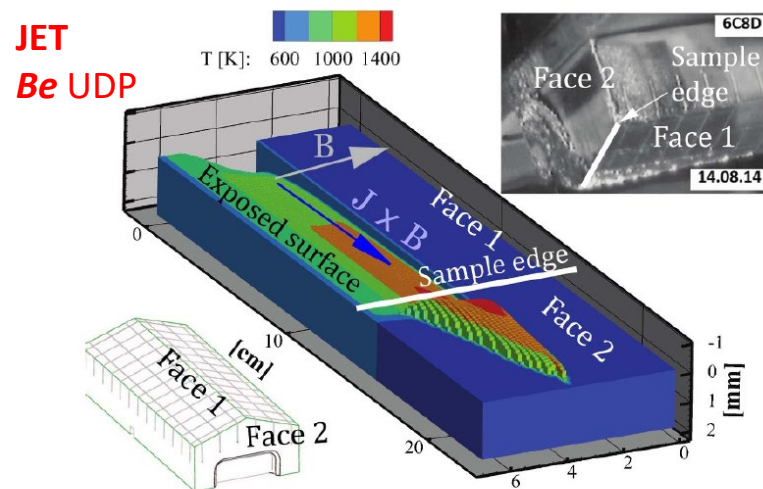 JET
Be UDP
T [K]: 600 1000 1400
6C8D
Face 2
Sample edge
Face 1
14.08.14
B
J x B
Exposed surface
Face 1
Sample edge
Face 2
0
10
20
[cm]
6 4 2 0
-1
0
1
2
[mm]
Face 1
Face 2